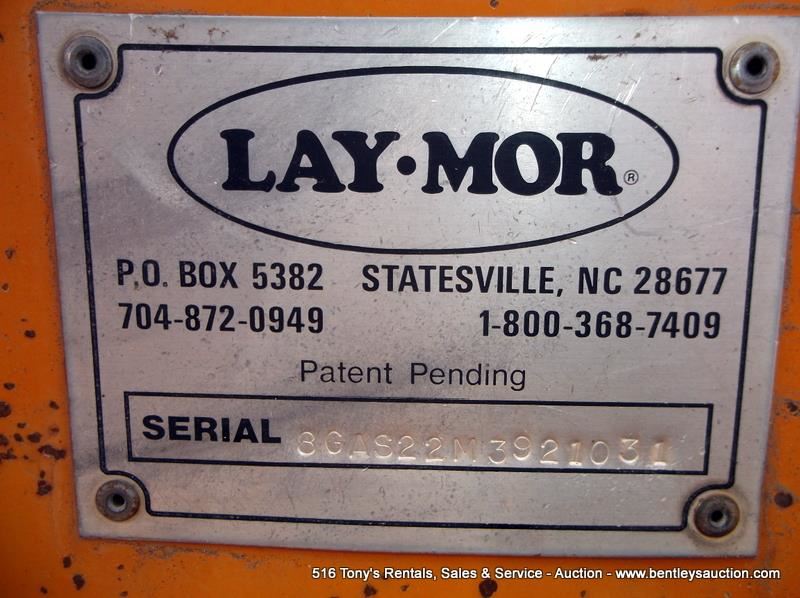 LAY·MOR®
P.O. BOX 5382 STATESVILLE, NC 28677
704-872-0949 1-800-368-7409
Patent Pending
SERIAL 8GAS22M3921031
516 Tony's Rentals, Sales & Service - Auction - www.bentleysauction.com